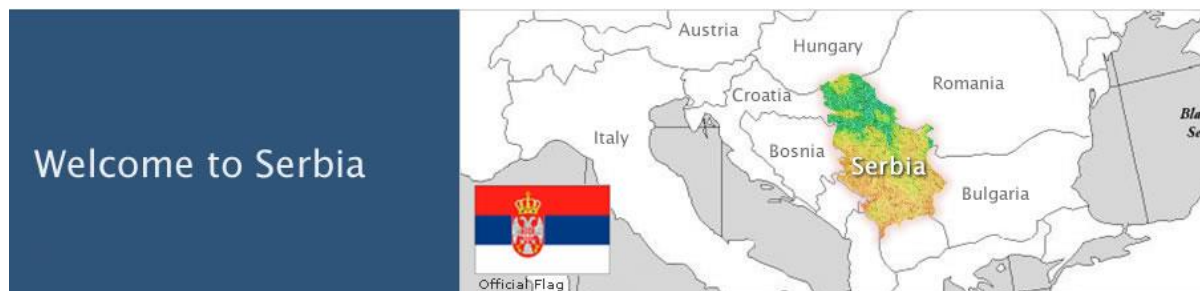 Welcome to Serbia
Austria
Hungary
Romania
Croatia
Italy
Bosnia
Serbia
Bulgaria
Official Flag